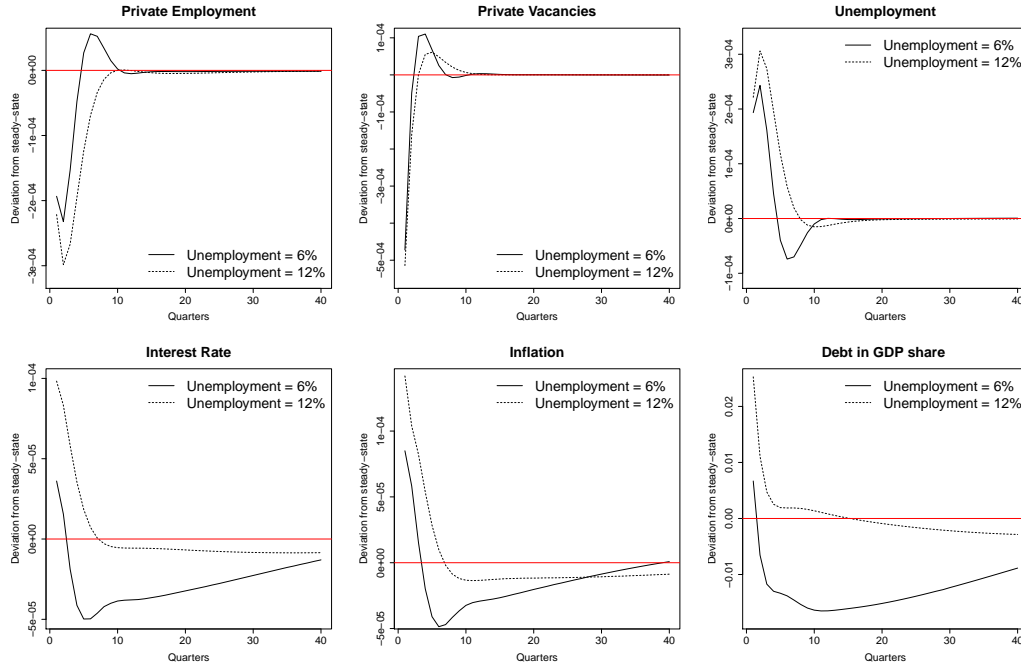 Private Employment
Deviation from steady−state
0e+00
−1e−04
−2e−04
−3e−04
Unemployment = 6%
Unemployment = 12%
0 10 20 30 40
Quarters
Private Vacancies
Deviation from steady−state
1e−04
−1e−04
−3e−04
−5e−04
Unemployment = 6%
Unemployment = 12%
0 10 20 30 40
Quarters
Unemployment
Deviation from steady−state
3e−04
2e−04
1e−04
0e+00
−1e−04
Unemployment = 6%
Unemployment = 12%
0 10 20 30 40
Quarters
Interest Rate
Deviation from steady−state
1e−04
5e−05
0e+00
−5e−05
Unemployment = 6%
Unemployment = 12%
0 10 20 30 40
Quarters
Inflation
Deviation from steady−state
1e−04
5e−05
0e+00
−5e−05
Unemployment = 6%
Unemployment = 12%
0 10 20 30 40
Quarters
Debt in GDP share
Deviation from steady−state
0.02
0.01
0.00
−0.01
Unemployment = 6%
Unemployment = 12%
0 10 20 30 40
Quarters